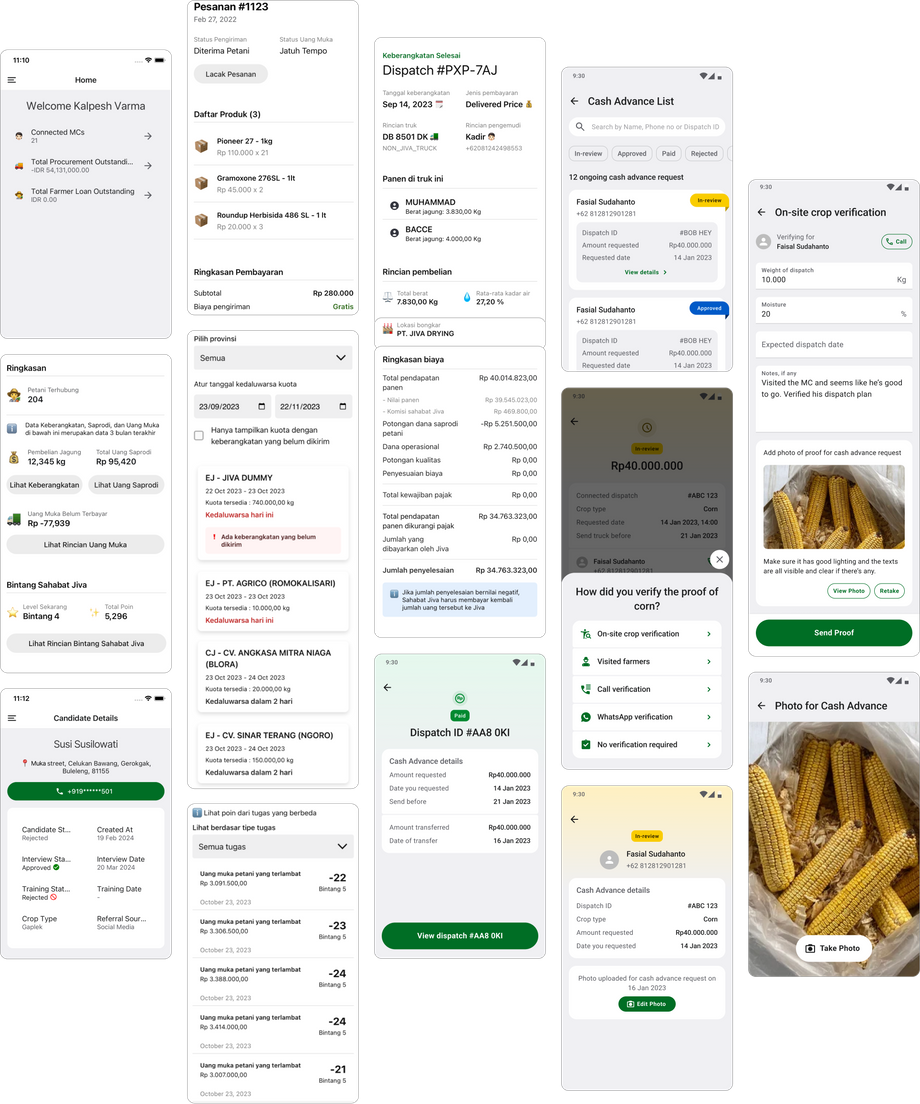 11:10
Home
Welcome Kalpesh Varma
Connected MCs
21
Total Procurement Outstandi...
-IDR 54,131,000.00
Total Farmer Loan Outstanding
IDR 0.00
Ringkasan
Petani Terhubung
204
Data Keberangkatan, Saprodi, dan Uang Muka
di bawah ini merupakan data 3 bulan terakhir
Pembelian Jagung
12,345 kg
Total Uang Saprodi
Rp 95,420
Lihat Keberangkatan
Lihat Uang Saprodi
Uang Muka Belum Terbayar
Rp -77,939
Lihat Rincian Uang Muka
Bintang Sahabat Jiva
Level Sekarang
Bintang 4
Total Poin
5,296
Lihat Rincian Bintang Sahabat Jiva
11:12
Candidate Details
Susi Susilowati
Muka street, Celukan Bawang, Gerokgak,
Buleleng, 81155
+919******501
Candidate St...
Rejected
Created At
19 Feb 2024
Interview Sta...
Approved
Interview Date
20 Mar 2024
Training Stat...
Rejected
Training Date
-
Crop Type
Gaplek
Referral Sour...
Social Media
Pesanan #1123
Feb 27, 2022
Status Pengiriman
Diterima Petani
Status Uang Muka
Jatuh Tempo
Lacak Pesanan
Daftar Produk (3)
Pioneer 27 - 1kg
Rp 110.000 x 21
Gramoxone 276SL - 1lt
Rp 45.000 x 2
Roundup Herbisida 486 SL - 1 lt
Rp 20.000 x 3
Ringkasan Pembayaran
Subtotal
Rp 280.000
Biaya pengiriman
Gratis
Pilih provinsi
Semua
Atur tanggal kedaluwarsa kuota
23/09/2023
22/11/2023
Hanya tampilkan kuota dengan
keberangkatan yang belum dikirim
EJ - JIVA DUMMY
22 Oct 2023 - 23 Oct 2023
Kuota tersedia : 740.000,00 kg
Kedaluwarsa hari ini
Ada keberangkatan yang belum
dikirim
EJ - PT. AGRICO (ROMOKALISARI)
23 Oct 2023 - 23 Oct 2023
Kuota tersedia : 10.000,00 kg
Kedaluwarsa hari ini
CJ - CV. ANGKASA MITRA NIAGA
(BLORA)
23 Oct 2023 - 24 Oct 2023
Kuota tersedia : 20.000,00 kg
Kedaluwarsa dalam 2 hari
EJ - CV. SINAR TERANG (NGORO)
23 Oct 2023 - 24 Oct 2023
Kuota tersedia : 150.000,00 kg
Kedaluwarsa dalam 2 hari
Lihat poin dari tugas yang berbeda
Lihat berdasar tipe tugas
Semua tugas
Uang muka petani yang terlambat
Rp 3.091.500,00
-22
Bintang 5
October 23, 2023
Uang muka petani yang terlambat
Rp 3.306.500,00
-23
Bintang 5
October 23, 2023
Uang muka petani yang terlambat
Rp 3.388.000,00
-24
Bintang 5
October 23, 2023
Uang muka petani yang terlambat
Rp 3.414.000,00
-24
Bintang 5
October 23, 2023
Uang muka petani yang terlambat
Rp 3.007.000,00
-21
Bintang 5
October 23, 2023
Keberangkatan Selesai
Dispatch #PXP-7AJ
Tanggal keberangkatan
Sep 14, 2023
Jenis pembayaran
Delivered Price
Rincian truk
DB 8501 DK
NON_JIVA_TRUCK
Rincian pengemudi
Kadir
+62081242498553
Panen di truk ini
MUHAMMAD
Berat jagung: 3.830,00 Kg
BACCE
Berat jagung: 4.000,00 Kg
Rincian pembelian
Total berat
7.830,00 Kg
Rata-rata kadar air
27,20 %
Lokasi bongkar
PT. JIVA DRYING
Ringkasan biaya
Total pendapatan
panen
Rp 40.014.823,00
- Nilai panen
Rp 39.545.023,00
- Komisi sahabat Jiva
Rp 469.800,00
Potongan dana saprodi
petani
-Rp 5.251.500,00
Dana operasional
Rp 2.740.500,00
Potongan kualitas
Rp 0,00
Penyesuaian biaya
Rp 0,00
Total kewajiban pajak
Rp 0,00
Total pendapatan
panen dikurangi pajak
Rp 34.763.323,00
Jumlah yang
dibayarkan oleh Jiva
Rp 0,00
Jumlah penyelesaian
Rp 34.763.323,00
Jika jumlah penyelesaian bernilai negatif,
Sahabat Jiva harus membayar kembali
jumlah uang tersebut ke Jiva
9:30
Paid
Dispatch ID #AA8 0KI
Cash Advance details
Amount requested
Rp40.000.000
Date you requested
14 Jan 2023
Send before
21 Jan 2023
Amount transferred
Rp40.000.000
Date of transfer
16 Jan 2023
View dispatch #AA8 0KI
9:30
Cash Advance List
Search by Name, Phone no or Dispatch ID
In-review
Approved
Paid
Rejected
12 ongoing cash advance request
Fasial Sudahanto
In-review
+62 812812901281
Dispatch ID
#BOB HEY
Amount requested
Rp40.000.000
Requested date
14 Jan 2023
View details
Fasial Sudahanto
Approved
+62 812812901281
Dispatch ID
#BOB HEY
Amount requested
Rp40.000.000
Requested date
14 Jan 2023
9:30
In-review
Rp40.000.000
Connected dispatch
#ABC 123
Crop type
Corn
Requested date
14 Jan 2023, 14:00
Send truck before
21 Jan 2023
Fasial Sudahanto
+62 812812901281
How did you verify the proof of
corn?
On-site crop verification
Visited farmers
Call verification
WhatsApp verification
No verification required
9:30
In-review
Fasial Sudahanto
+62 812812901281
Cash Advance details
Dispatch ID
#ABC 123
Crop type
Corn
Amount requested
Rp40.000.000
Date you requested
14 Jan 2023
Photo uploaded for cash advance request on
16 Jan 2023
Edit Photo
9:30
On-site crop verification
Verifying for
Faisal Sudahanto
Call
Weight of dispatch
10.000
Kg
Moisture
20
%
Expected dispatch date
Notes, if any
Visited the MC and seems like he's good
to go. Verified his dispatch plan
Add photo of proof for cash advance request
Make sure it has good lighting and the texts
are all visible and clear if there's any.
View Photo
Retake
Send Proof
9:30
Photo for Cash Advance
Take Photo